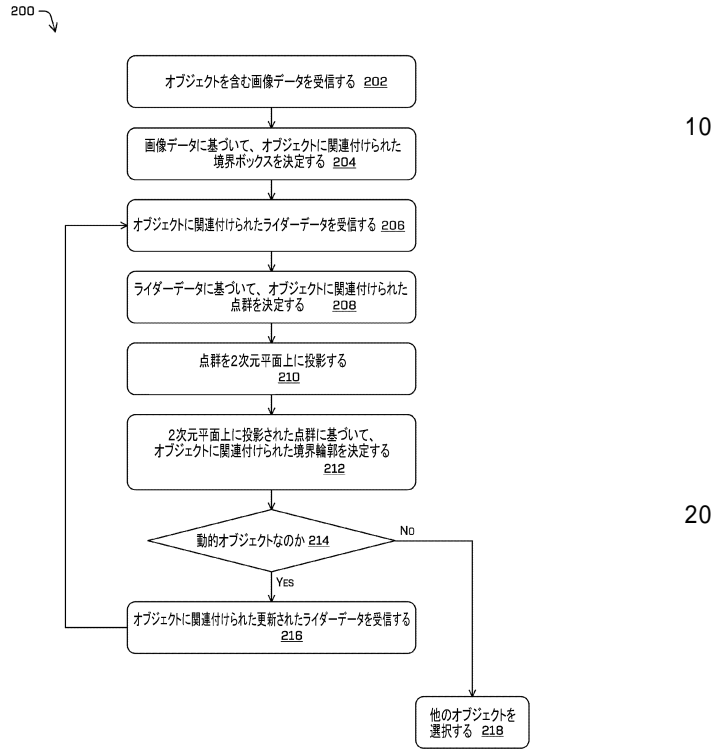 200
オブジェクトを含む画像データを受信する 202
10
画像データに基づいて、オブジェクトに関連付けられた
境界ボックスを決定する 204
オブジェクトに関連付けられたライダーデータを受信する 206
ライダーデータに基づいて、オブジェクトに関連付けられた
点群を決定する 208
点群を2次元平面上に投影する
210
2次元平面上に投影された点群に基づいて、
オブジェクトに関連付けられた境界輪郭を決定する
212
20
動的オブジェクトなのか 214
NO
YES
オブジェクトに関連付けられた更新されたライダーデータを受信する
216
他のオブジェクトを
選択する 218